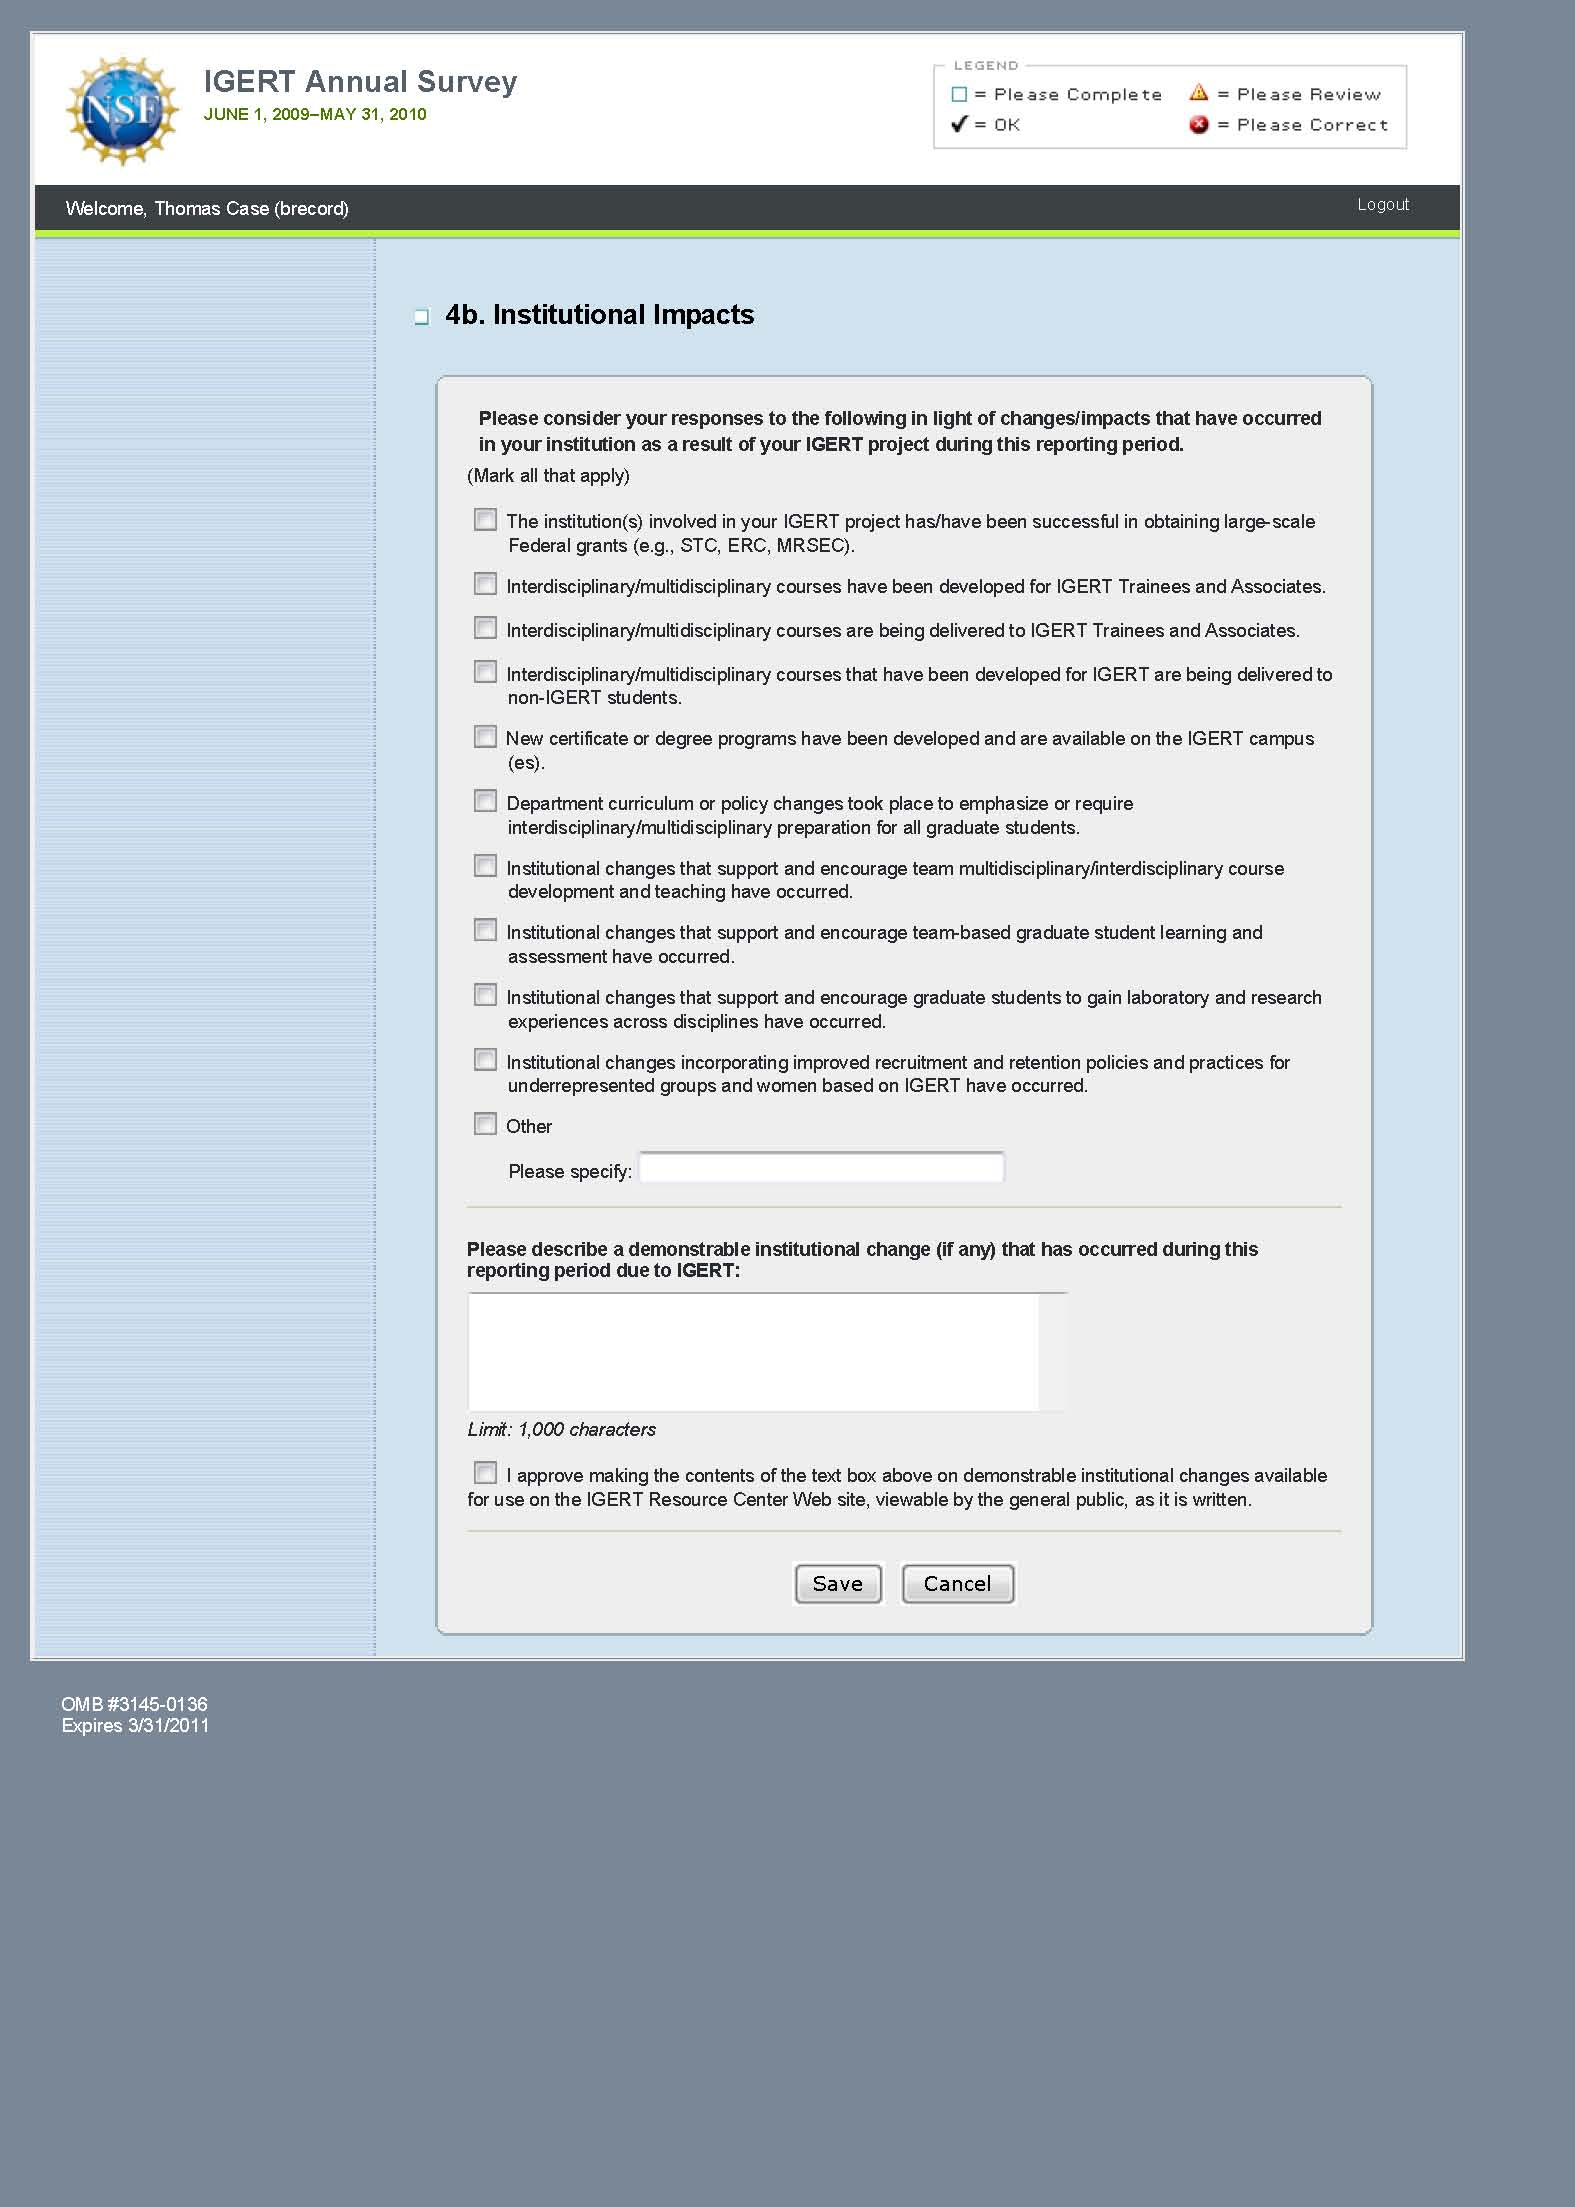 NSF
IGERT Annual Survey
JUNE 1, 2009–MAY 31, 2010
LEGEND
= Please Complete
= Please Review
= OK
= Please Correct
Welcome, Thomas Case (brecord)
Logout
4b. Institutional Impacts
Please consider your responses to the following in light of changes/impacts that have occurred
in your institution as a result of your IGERT project during this reporting period.
(Mark all that apply)
The institution(s) involved in your IGERT project has/have been successful in obtaining large-scale
Federal grants (e.g., STC, ERC, MRSEC).
Interdisciplinary/multidisciplinary courses have been developed for IGERT Trainees and Associates.
Interdisciplinary/multidisciplinary courses are being delivered to IGERT Trainees and Associates.
Interdisciplinary/multidisciplinary courses that have been developed for IGERT are being delivered to
non-IGERT students.
New certificate or degree programs have been developed and are available on the IGERT campus
(es).
Department curriculum or policy changes took place to emphasize or require
interdisciplinary/multidisciplinary preparation for all graduate students.
Institutional changes that support and encourage team multidisciplinary/interdisciplinary course
development and teaching have occurred.
Institutional changes that support and encourage team-based graduate student learning and
assessment have occurred.
Institutional changes that support and encourage graduate students to gain laboratory and research
experiences across disciplines have occurred.
Institutional changes incorporating improved recruitment and retention policies and practices for
underrepresented groups and women based on IGERT have occurred.
Other
Please specify:
Please describe a demonstrable institutional change (if any) that has occurred during this
reporting period due to IGERT:
Limit: 1,000 characters
I approve making the contents of the text box above on demonstrable institutional changes available
for use on the IGERT Resource Center Web site, viewable by the general public, as it is written.
Save
Cancel
OMB #3145-0136
Expires 3/31/2011